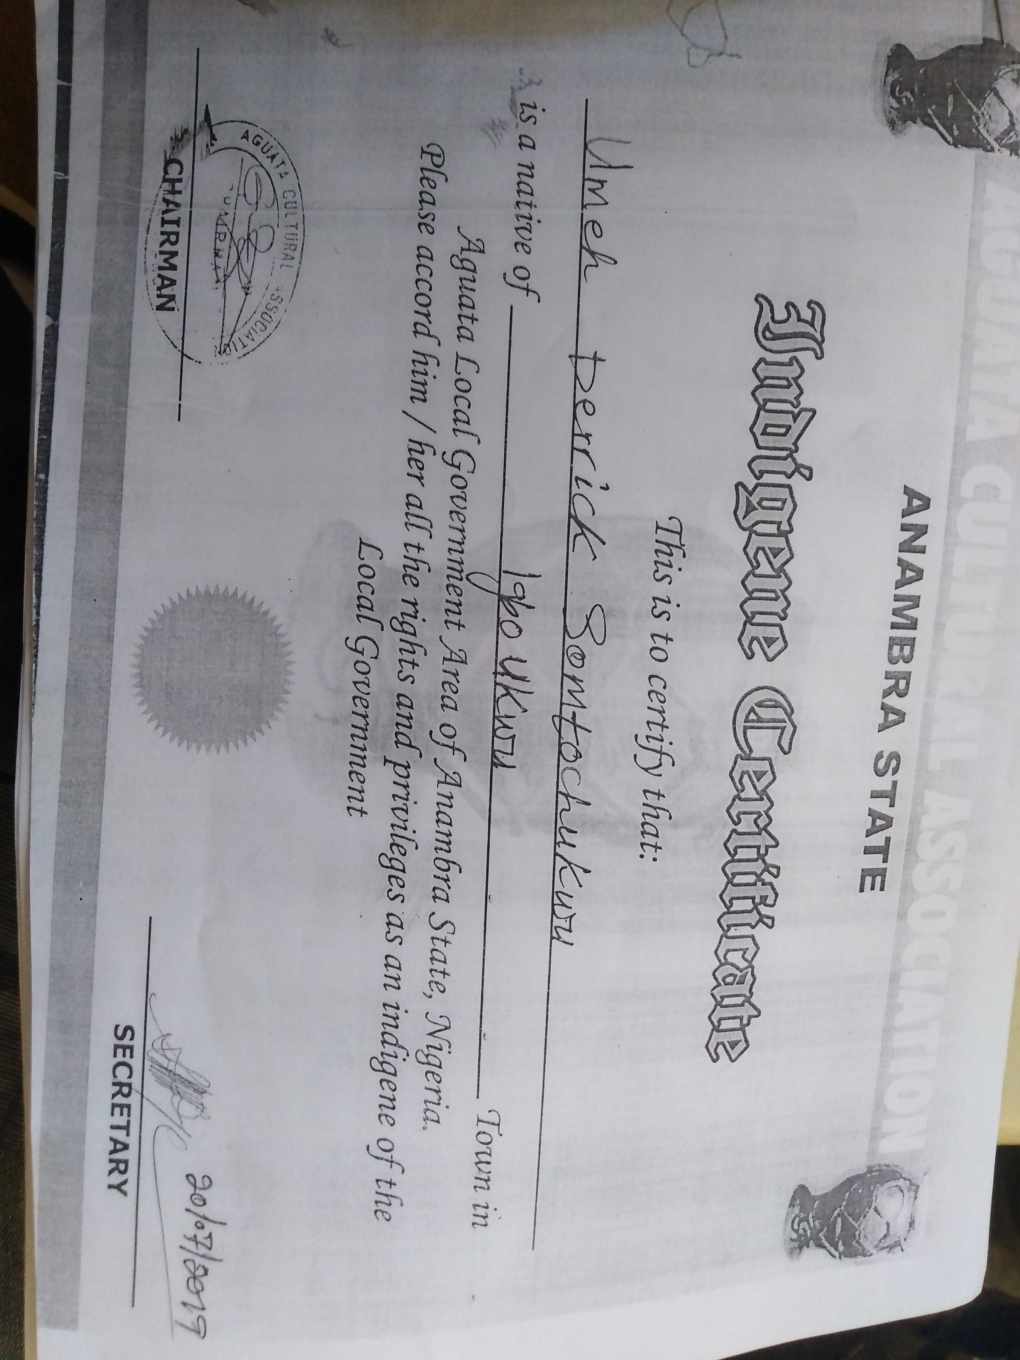 AGUATA CULTURAL ASSOCIATION
ANAMBRA STATE
Indigene Certificate
This is to certify that:
Umeh Derrick Somtochukwu
is a native of Igbo ukwu Town in
Aguata Local Government Area of Anambra State, Nigeria.
Please accord him / her all the rights and privileges as an indigene of the
Local Government
AGUATA CULTURAL ASSOCIATIO
CHAIRMAN
20/07/2019
SECRETARY